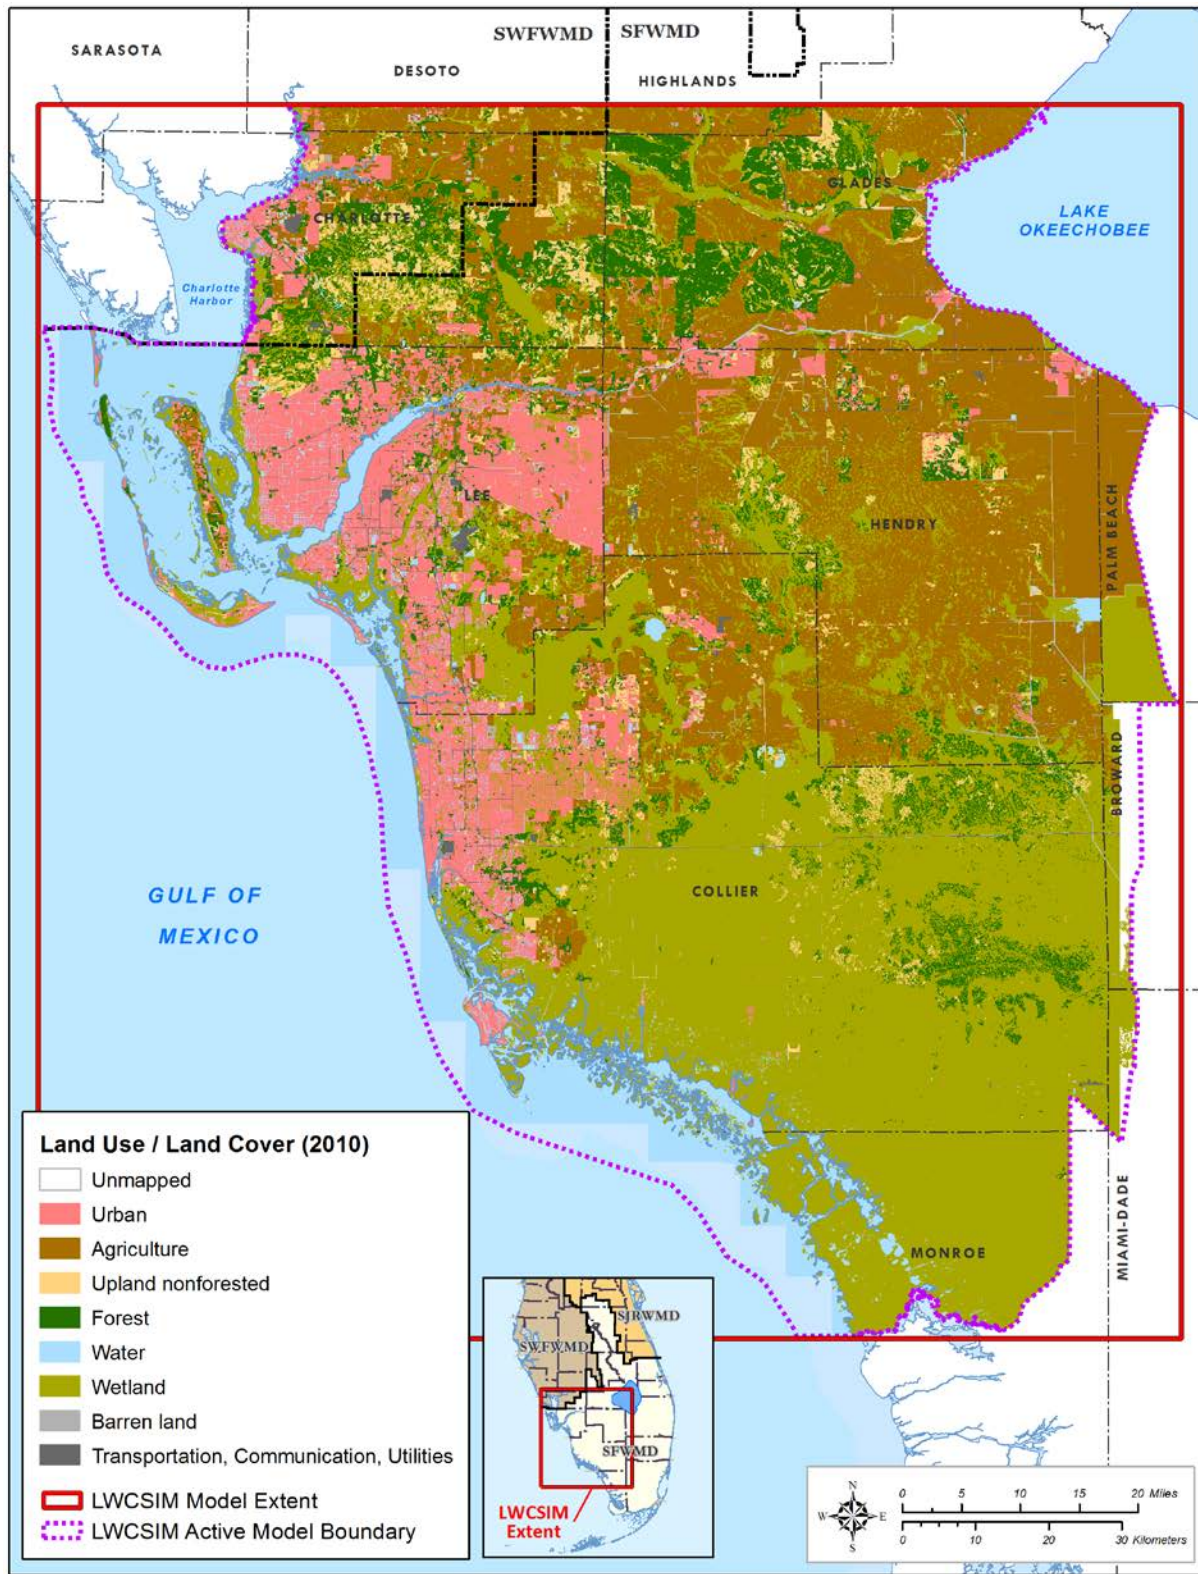 SWFWMD
SFWMD
SARASOTA
DESOTO
HIGHLANDS
GLADES
CHARLOTTE
LAKE
OKEECHOBEE
Charlotte
Harbor
LEE
HENDRY
PALM BEACH
BROWARD
COLLIER
GULF OF
MEXICO
MONROE
MIAMI-DADE
Land Use / Land Cover (2010)
Unmapped
Urban
Agriculture
Upland nonforested
Forest
Water
Wetland
Barren land
Transportation, Communication, Utilities
LWCSIM Model Extent
LWCSIM Active Model Boundary
SJRWMD
SWFWMD
SFWMD
LWCSIM
Extent
N
W
E
S
0 5 10 15 20 Miles
0 10 20 30 Kilometers